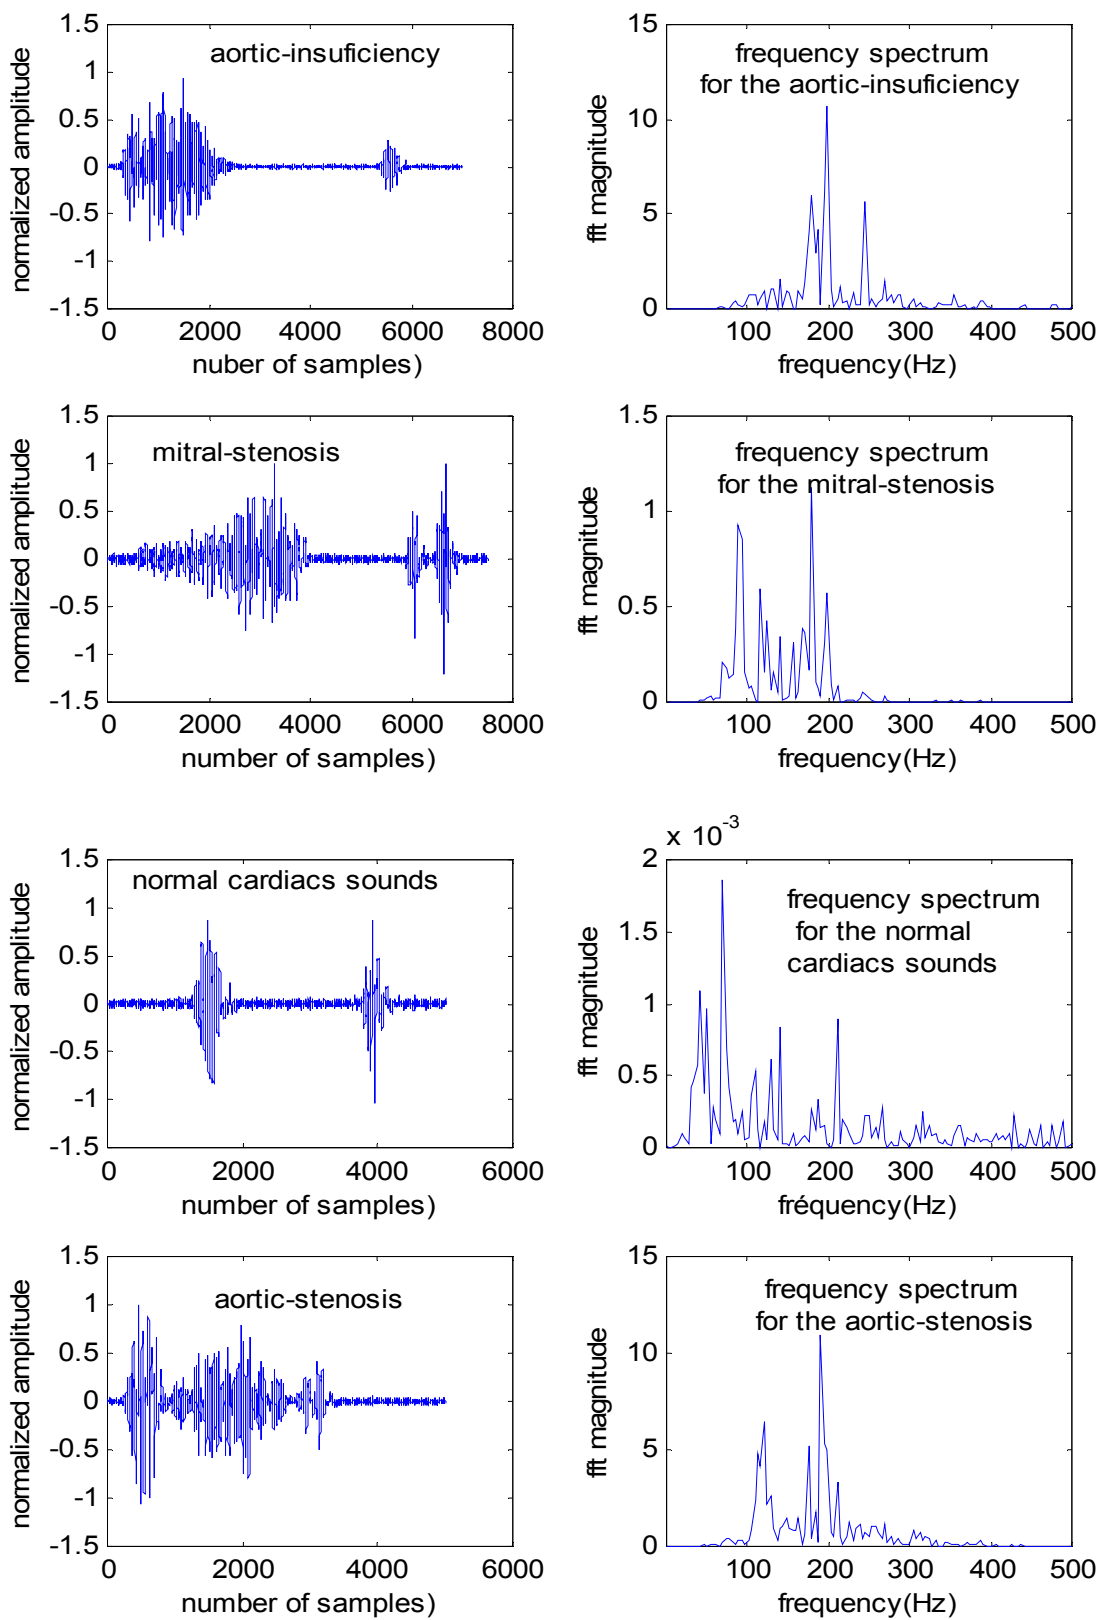 1.5
1
0.5
0
-0.5
-1
-1.5
normalized amplitude
aortic-insuficiency
0 2000 4000 6000 8000
nuber of samples)
15
10
5
0
fft magnitude
frequency spectrum
for the aortic-insuficiency
100 200 300 400 500
frequency(Hz)
1.5
1
0.5
0
-0.5
-1
-1.5
normalized amplitude
mitral-stenosis
0 2000 4000 6000 8000
number of samples)
1.5
1
0.5
0
fft magnitude
frequency spectrum
for the mitral-stenosis
100 200 300 400 500
frequency(Hz)
1.5
1
0.5
0
-0.5
-1
-1.5
normalized amplitude
normal cardiacs sounds
0 2000 4000 6000
number of samples)
x 10-3
2
1.5
1
0.5
0
fft magnitude
frequency spectrum
for the normal
cardiacs sounds
100 200 300 400 500
fréquency(Hz)
1.5
1
0.5
0
-0.5
-1
-1.5
normalized amplitude
aortic-stenosis
0 2000 4000 6000
number of samples)
15
10
5
0
fft magnitude
frequency spectrum
for the aortic-stenosis
100 200 300 400 500
frequency(Hz)